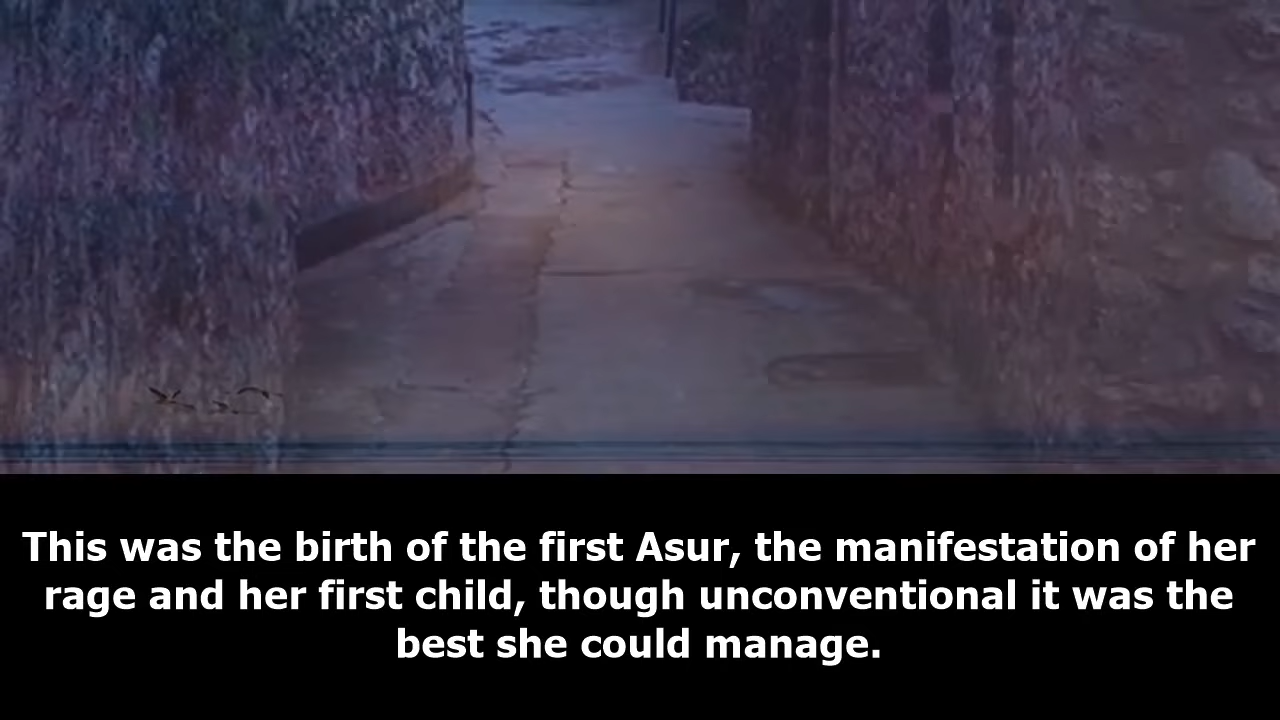 This was the birth of the first Asur, the manifestation of her
rage and her first child, though unconventional it was the
best she could manage.